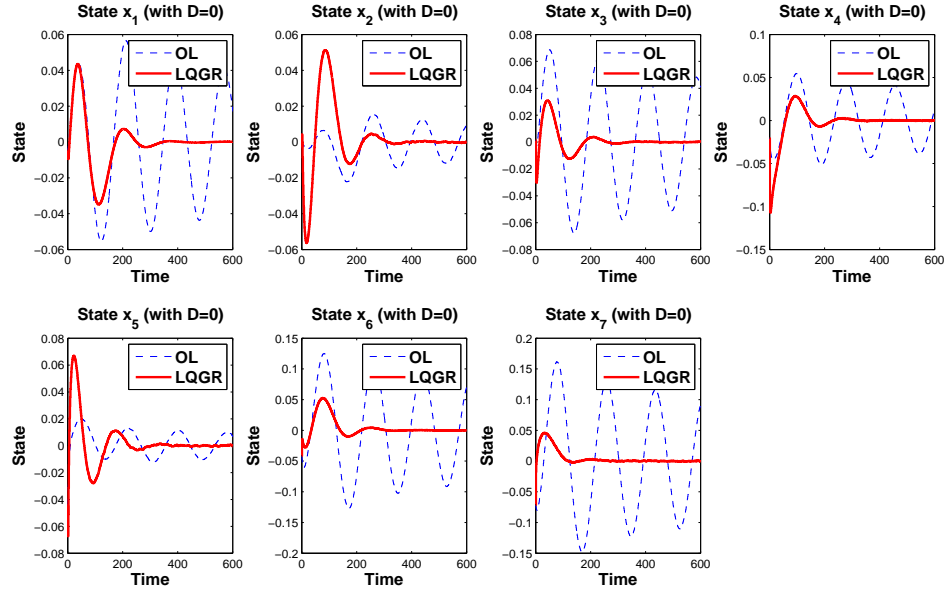 State x_1 (with D=0)
State x_2 (with D=0)
State x_3 (with D=0)
State x_4 (with D=0)
0.06
0.04
0.02
0
−0.02
−0.04
−0.06
State
OL
LQGR
0 200 400 600
Time
0.06
0.04
0.02
0
−0.02
−0.04
−0.06
State
OL
LQGR
0 200 400 600
Time
0.08
0.06
0.04
0.02
0
−0.02
−0.04
−0.06
−0.08
State
OL
LQGR
0 200 400 600
Time
0.1
0.05
0
−0.05
−0.1
−0.15
State
OL
LQGR
0 200 400 600
Time
State x_5 (with D=0)
State x_6 (with D=0)
State x_7 (with D=0)
0.08
0.06
0.04
0.02
0
−0.02
−0.04
−0.06
−0.08
State
OL
LQGR
0 200 400 600
Time
0.15
0.1
0.05
0
−0.05
−0.1
−0.15
−0.2
State
OL
LQGR
0 200 400 600
Time
0.2
0.15
0.1
0.05
0
−0.05
−0.1
−0.15
State
OL
LQGR
0 200 400 600
Time